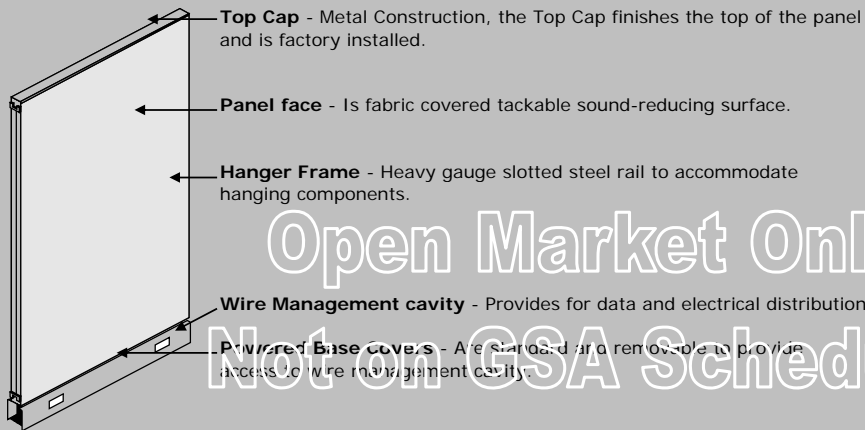 Top Cap - Metal Construction, the Top Cap finishes the top of the panel
and is factory installed.
Panel face - Is fabric covered tackable sound-reducing surface.
Hanger Frame - Heavy gauge slotted steel rail to accommodate
hanging components.
Open Market Onl
Wire Management cavity - Provides for data and electrical distribution
Powered Base Covers - Are standard and removable to provide
access to wire management cavity.
Not on GSA Sched